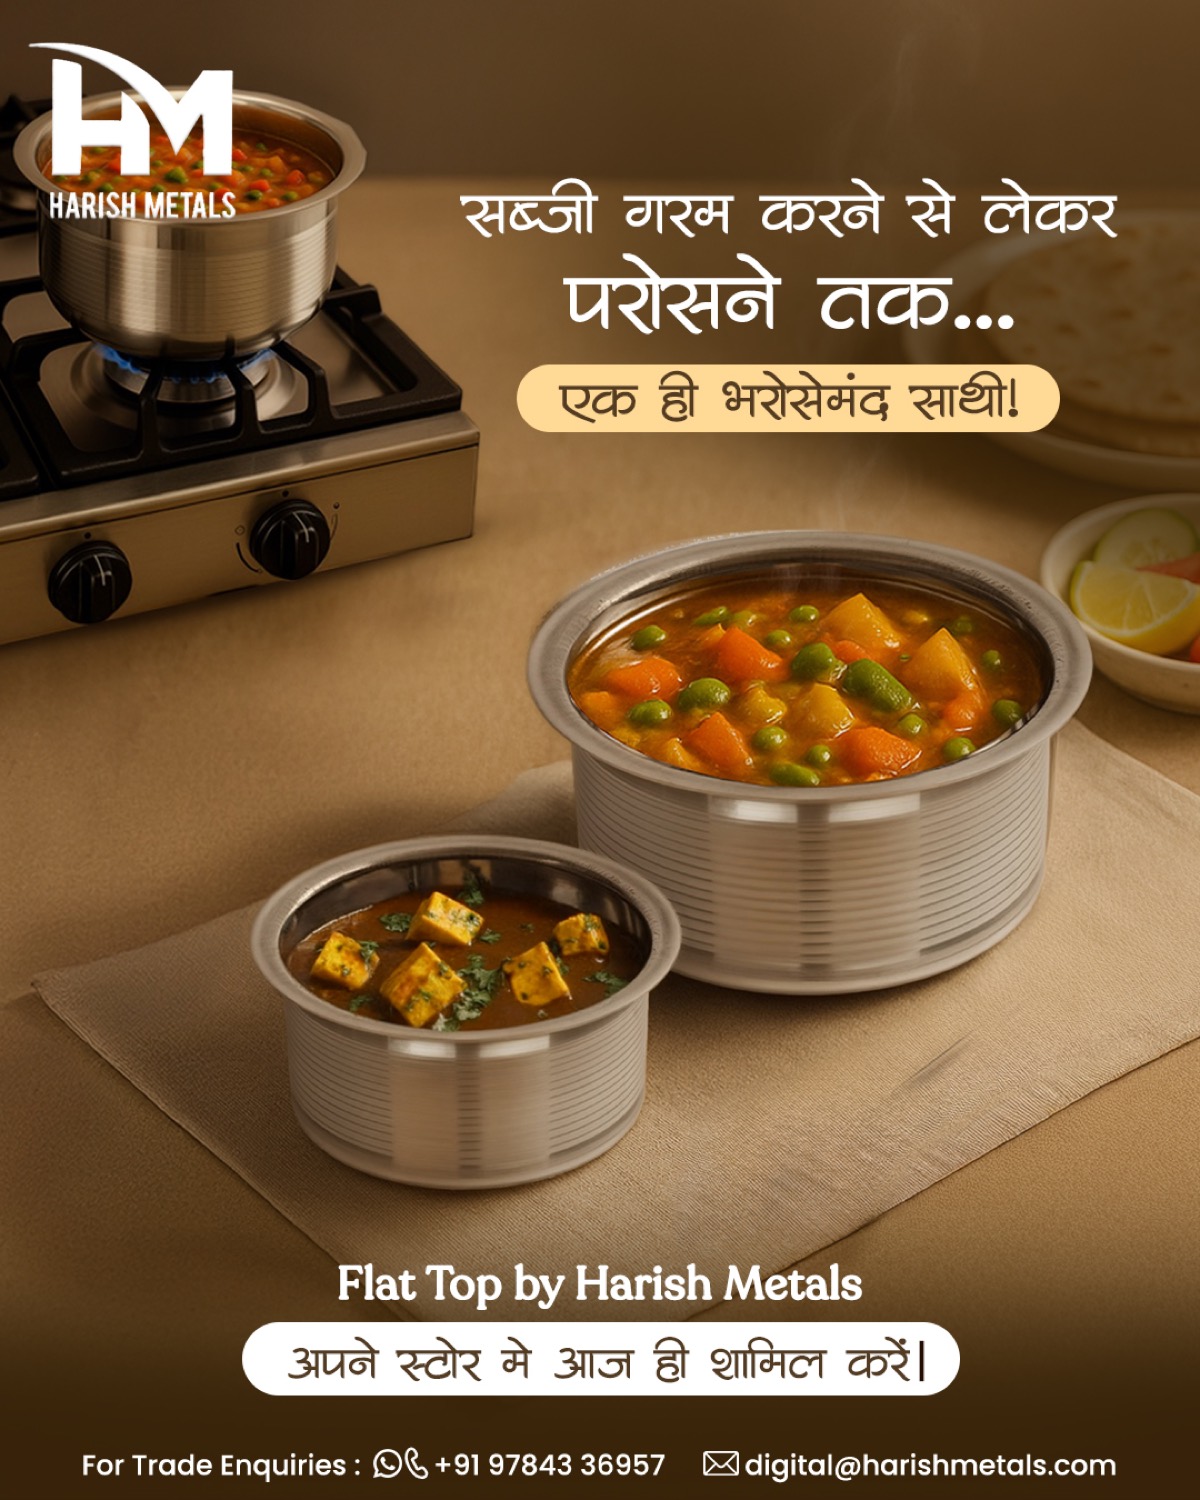 HM
HARISH METALS
सब्जी गरम करने से लेकर
परोसने तक...
एक ही भरोसेमंद साथी!
Flat Top by Harish Metals
अपने स्टोर मे आज ही शामिल करें|
For Trade Enquiries : +91 97843 36957 digital@harishmetals.com